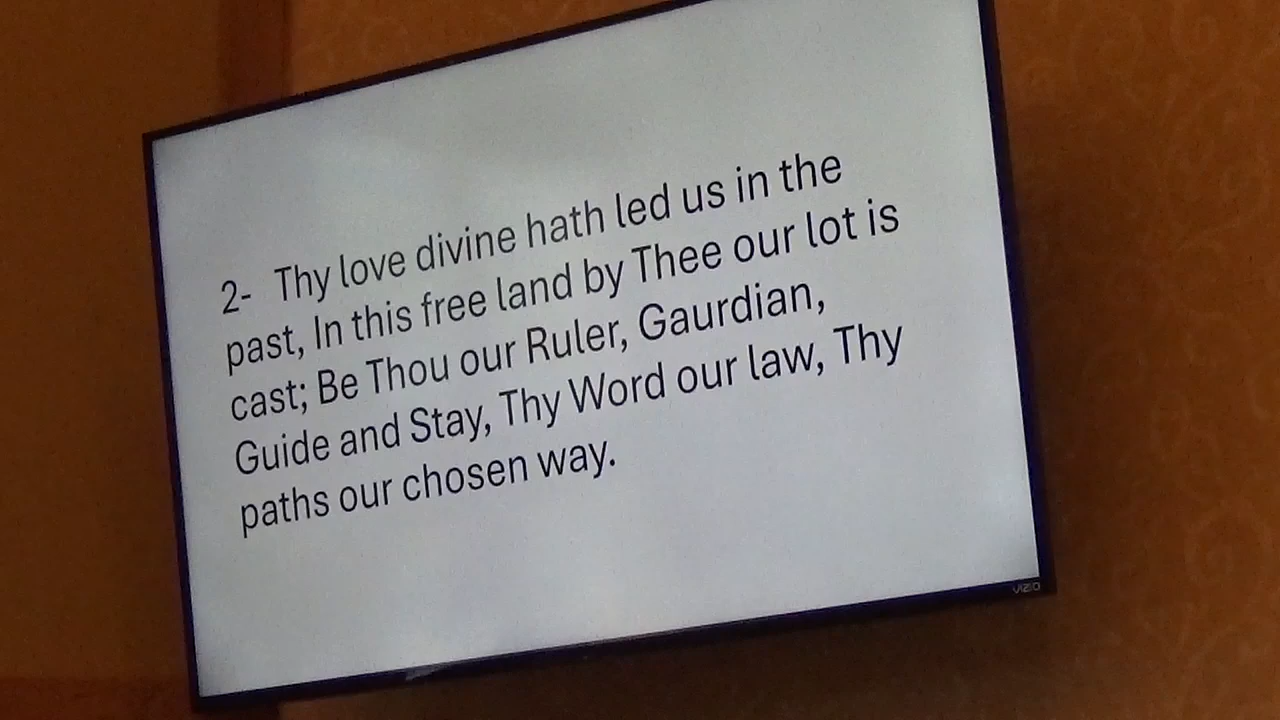 2- Thy love divine hath led us in the
past, In this free land by Thee our lot is
cast; Be Thou our Ruler, Gaurdian,
Guide and Stay, Thy Word our law, Thy
paths our chosen way.
VIZIO